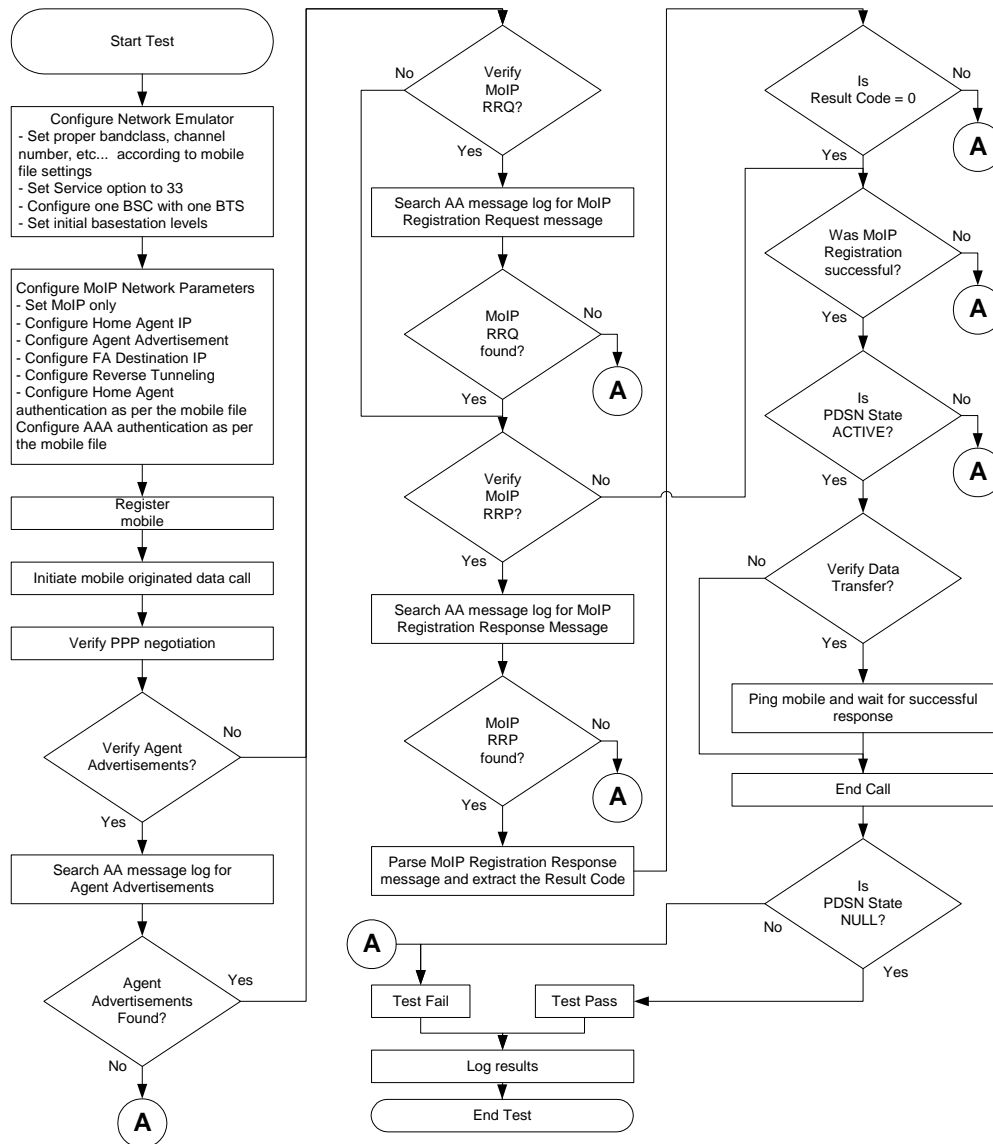 Start Test
Configure Network Emulator
- Set proper bandclass, channel
number, etc... according to mobile
file settings
- Set Service option to 33
- Configure one BSC with one BTS
- Set initial basestation levels
Configure MoIP Network Parameters
- Set MoIP only
- Configure Home Agent IP
- Configure Agent Advertisement
- Configure FA Destination IP
- Configure Reverse Tunneling
- Configure Home Agent
authentication as per the mobile file
Configure AAA authentication as per
the mobile file
Register
mobile
Initiate mobile originated data call
Verify PPP negotiation
Verify Agent
Advertisements?
No
Yes
Search AA message log for
Agent Advertisements
Agent
Advertisements
Found?
Yes
No
A
Verify
MoIP
RRQ?
No
Yes
Search AA message log for MoIP
Registration Request message
MoIP
RRQ
found?
No
A
Yes
Verify
MoIP
RRP?
No
Yes
Search AA message log for MoIP
Registration Response Message
MoIP
RRP
found?
No
A
Yes
Parse MoIP Registration Response
message and extract the Result Code
Is
Result Code = 0
No
A
Yes
Was MoIP
Registration
successful?
No
A
Yes
Is
PDSN State
ACTIVE?
No
A
Yes
Verify Data
Transfer?
No
Yes
Ping mobile and wait for successful
response
End Call
Is
PDSN State
NULL?
No
Yes
A
Test Fail
Test Pass
Log results
End Test